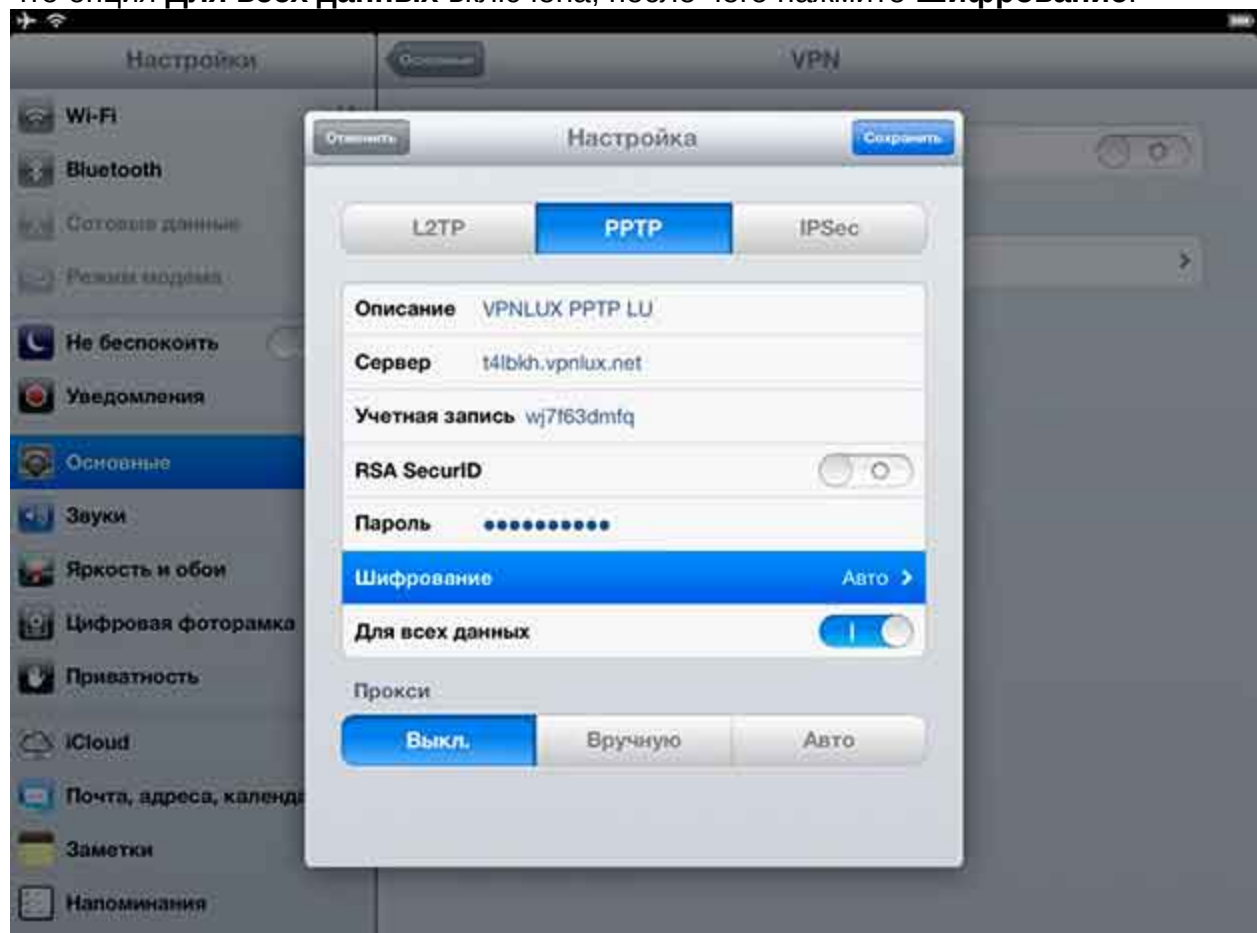 что опция Для всех данных включена, после чего нажмите Шифрование.
Настройки
Основные
VPN
Wi-Fi
Bluetooth
Сотовые данные
Режим модема
Не беспокоить
Уведомления
Основные
Звуки
Яркость и обои
Цифровая фоторамка
Приватность
iCloud
Почта, адреса, календа
Заметки
Напоминания
Отменить
Настройка
Сохранить
L2TP
PPTP
IPSec
Описание VPNLUX PPTP LU
Сервер t4lbkh.vpnlux.net
Учетная запись wj7f63dmfq
RSA SecurID
Пароль ••••••••••
Шифрование Авто
Для всех данных
Прокси
Выкл.
Вручную
Авто